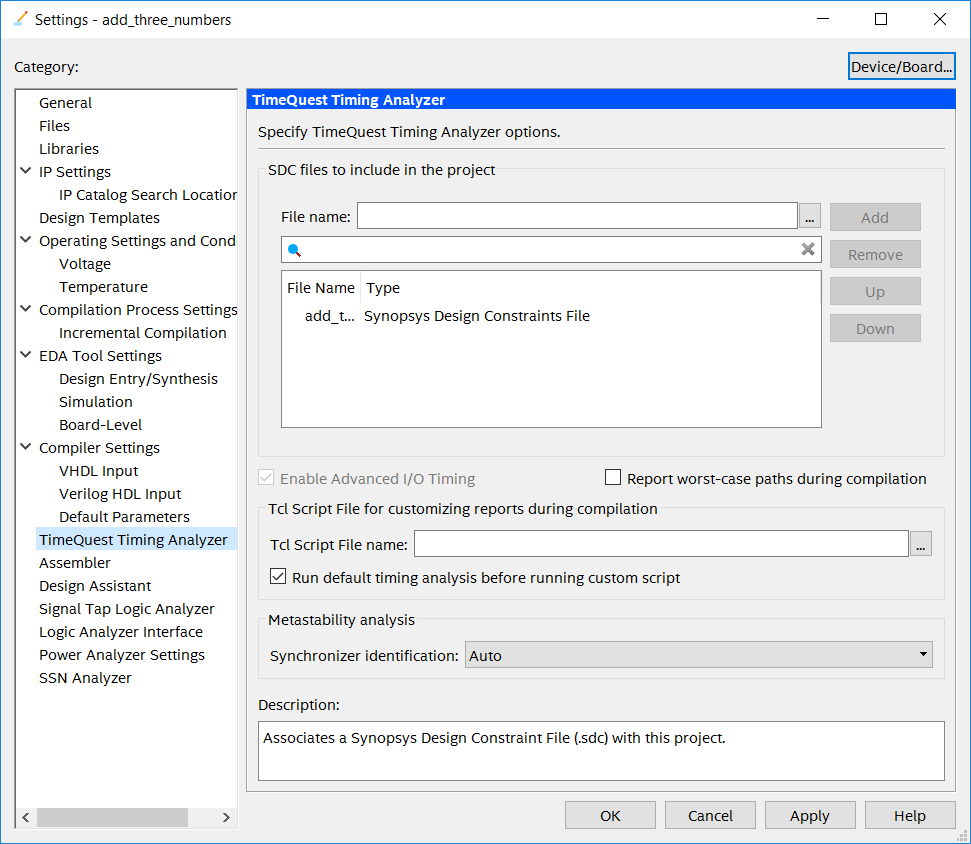 Settings - add_three_numbers
Category:
Device/Board...
General
Files
Libraries
IP Settings
IP Catalog Search Location
Design Templates
Operating Settings and Cond
Voltage
Temperature
Compilation Process Settings
Incremental Compilation
EDA Tool Settings
Design Entry/Synthesis
Simulation
Board-Level
Compiler Settings
VHDL Input
Verilog HDL Input
Default Parameters
TimeQuest Timing Analyzer
Assembler
Design Assistant
Signal Tap Logic Analyzer
Logic Analyzer Interface
Power Analyzer Settings
SSN Analyzer
TimeQuest Timing Analyzer
Specify TimeQuest Timing Analyzer options.
SDC files to include in the project
File name: ... Add
Remove
File Name Type
Up
add_t... Synopsys Design Constraints File
Down
Enable Advanced I/O Timing Report worst-case paths during compilation
Tcl Script File for customizing reports during compilation
Tcl Script File name: ...
Run default timing analysis before running custom script
Metastability analysis
Synchronizer identification: Auto
Description:
Associates a Synopsys Design Constraint File (.sdc) with this project.
OK Cancel Apply Help